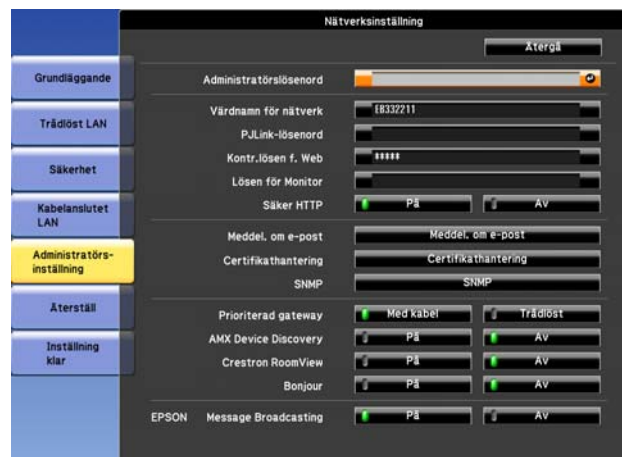 Nätverksinställning
Återgå
Grundläggande
Trådlöst LAN
Säkerhet
Kabelanslutet
LAN
Administratörs-
inställning
Återställ
Inställning
klar
Administratörslösenord
Värdnamn för nätverk EB332211
PJLink-lösenord
Kontr.lösen f. Web *****
Lösen för Monitor
Säker HTTP På Av
Meddel. om e-post Meddel. om e-post
Certifikathantering Certifikathantering
SNMP SNMP
Prioriterad gateway Med kabel Trådlöst
AMX Device Discovery På Av
Crestron RoomView På Av
Bonjour På Av
EPSON Message Broadcasting På Av